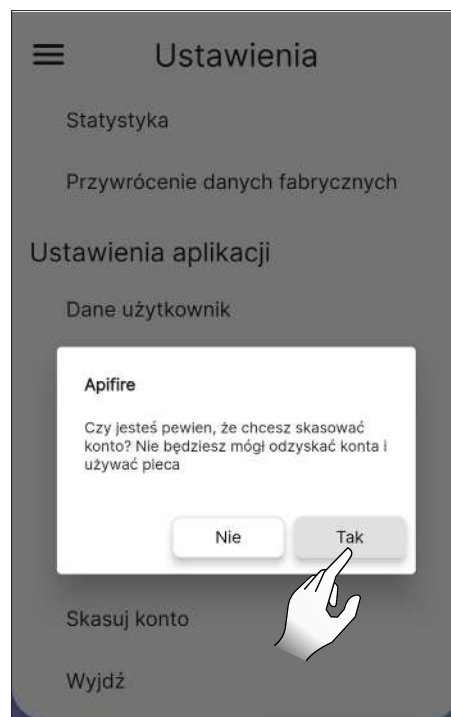 Ustawienia
Statystyka
Przywrócenie danych fabrycznych
Ustawienia aplikacji
Dane użytkownik
Apifire
Czy jesteś pewien, że chcesz skasować
konto? Nie będziesz mógł odzyskać konta i
używać pieca
Nie
Tak
Skasuj konto
Wyjdź